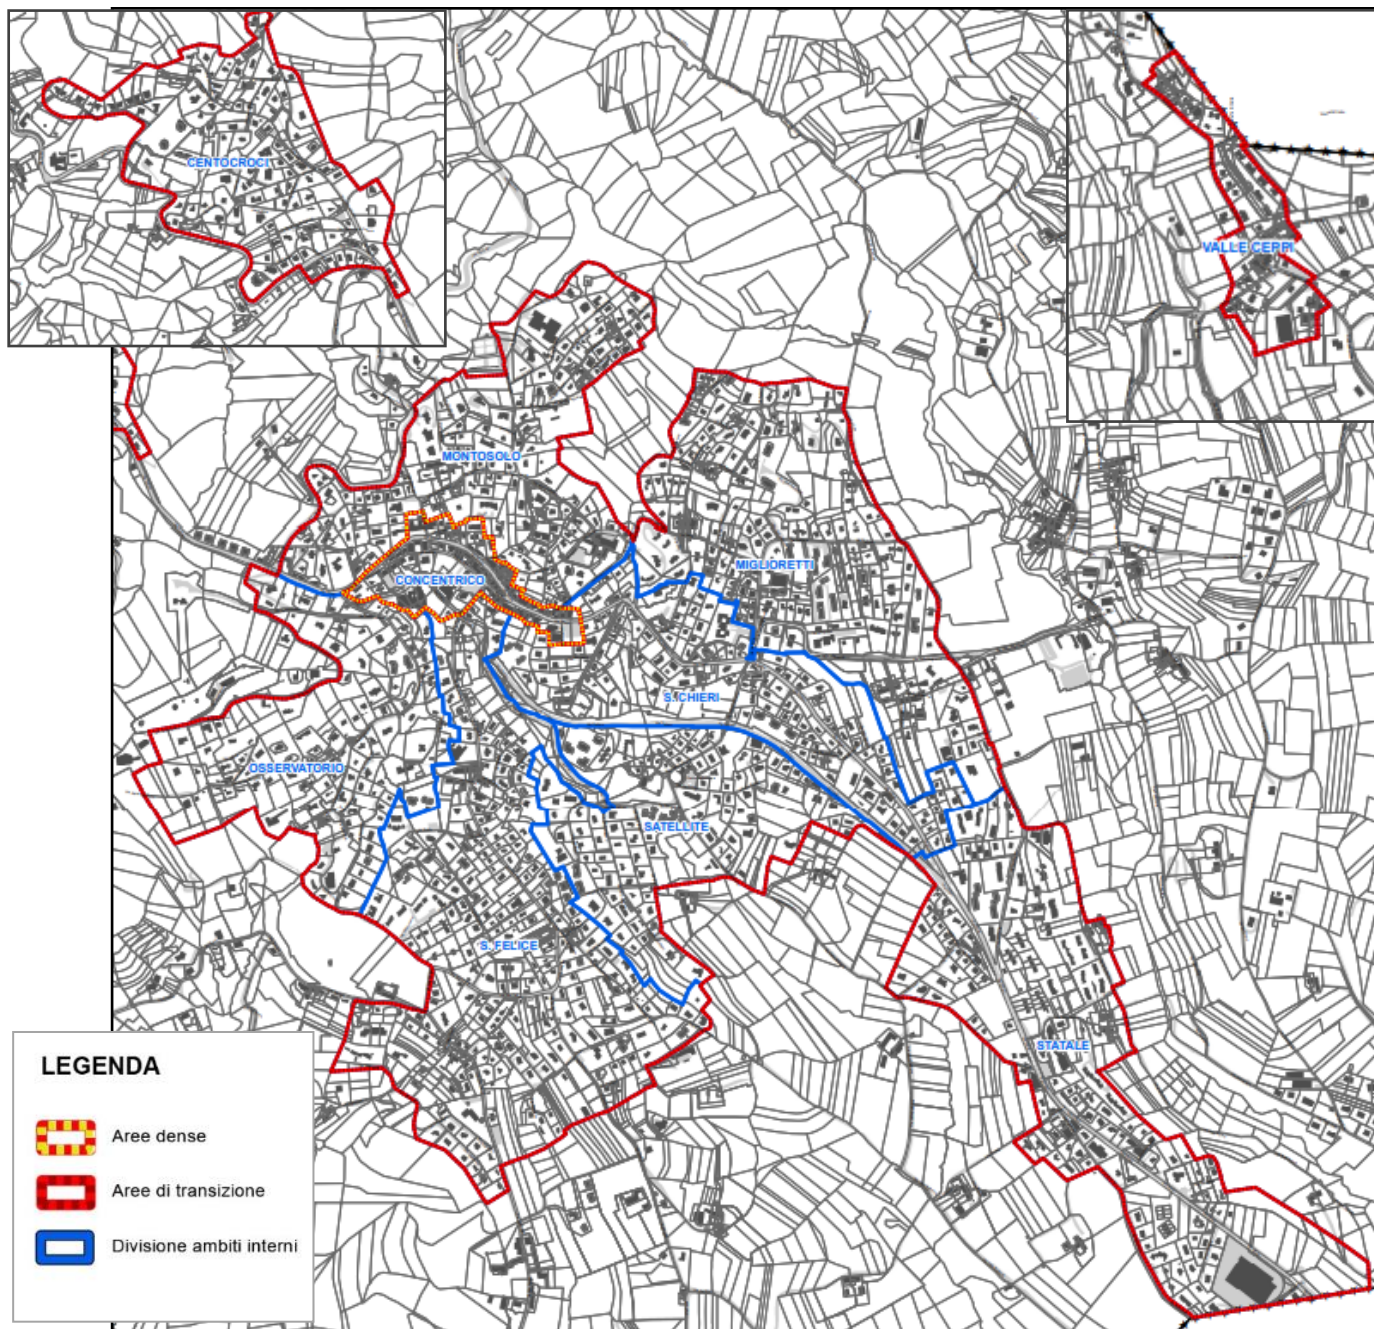 CENTOCROCI
VALLE CEPPI
MONTOSOLO
CONCENTRICO
MIGLIORETTI
S. CHIERI
OSSERVATORIO
SATELLITE
S. FELICE
STATALE
LEGENDA
Aree dense
Aree di transizione
Divisione ambiti interni